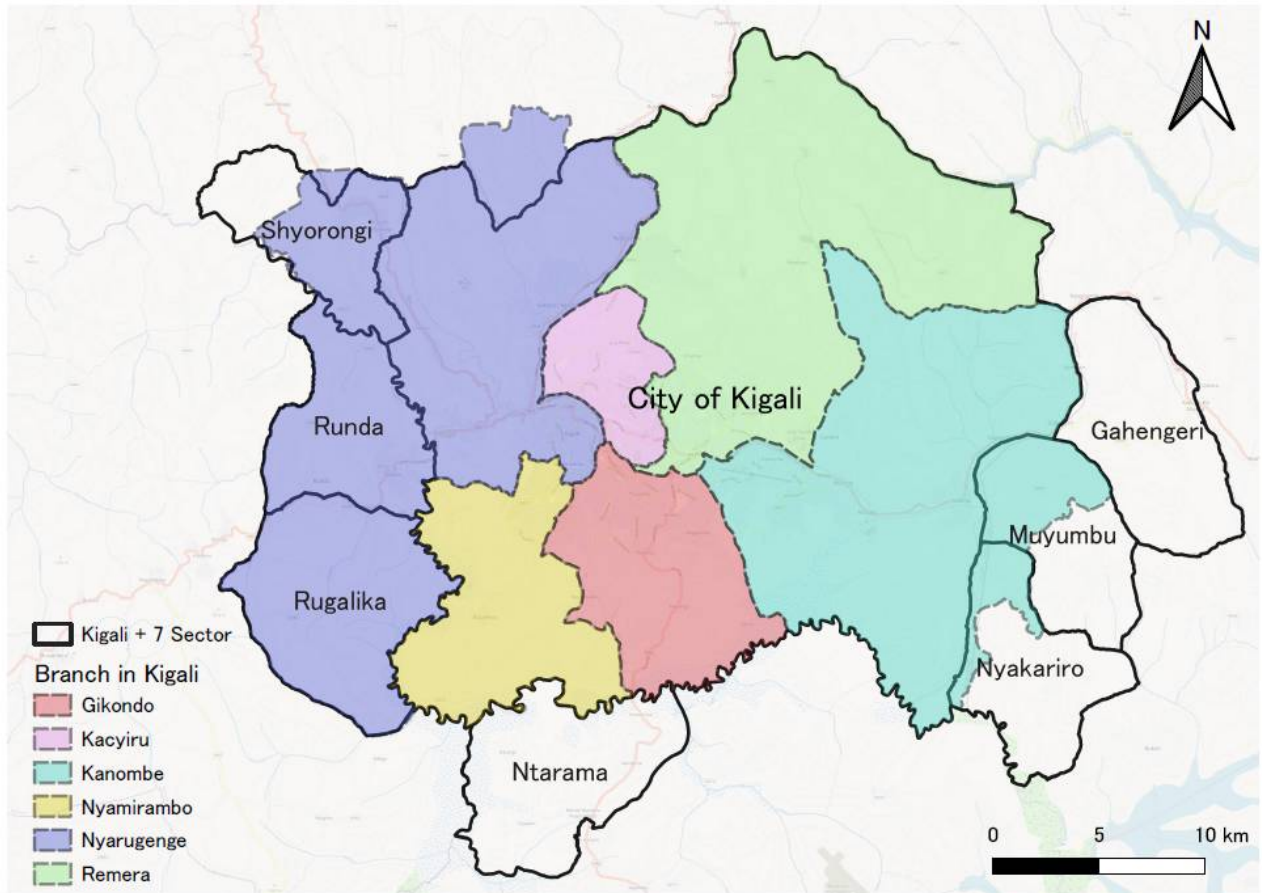 N
Shyorongi
City of Kigali
Runda
Gahengeri
Muyumbu
Rugalika
Nyakariro
Ntarama
Kigali + 7 Sector
Branch in Kigali
Gikondo
Kacyiru
Kanombe
Nyamirambo
Nyarugenge
Remera
0 5 10 km